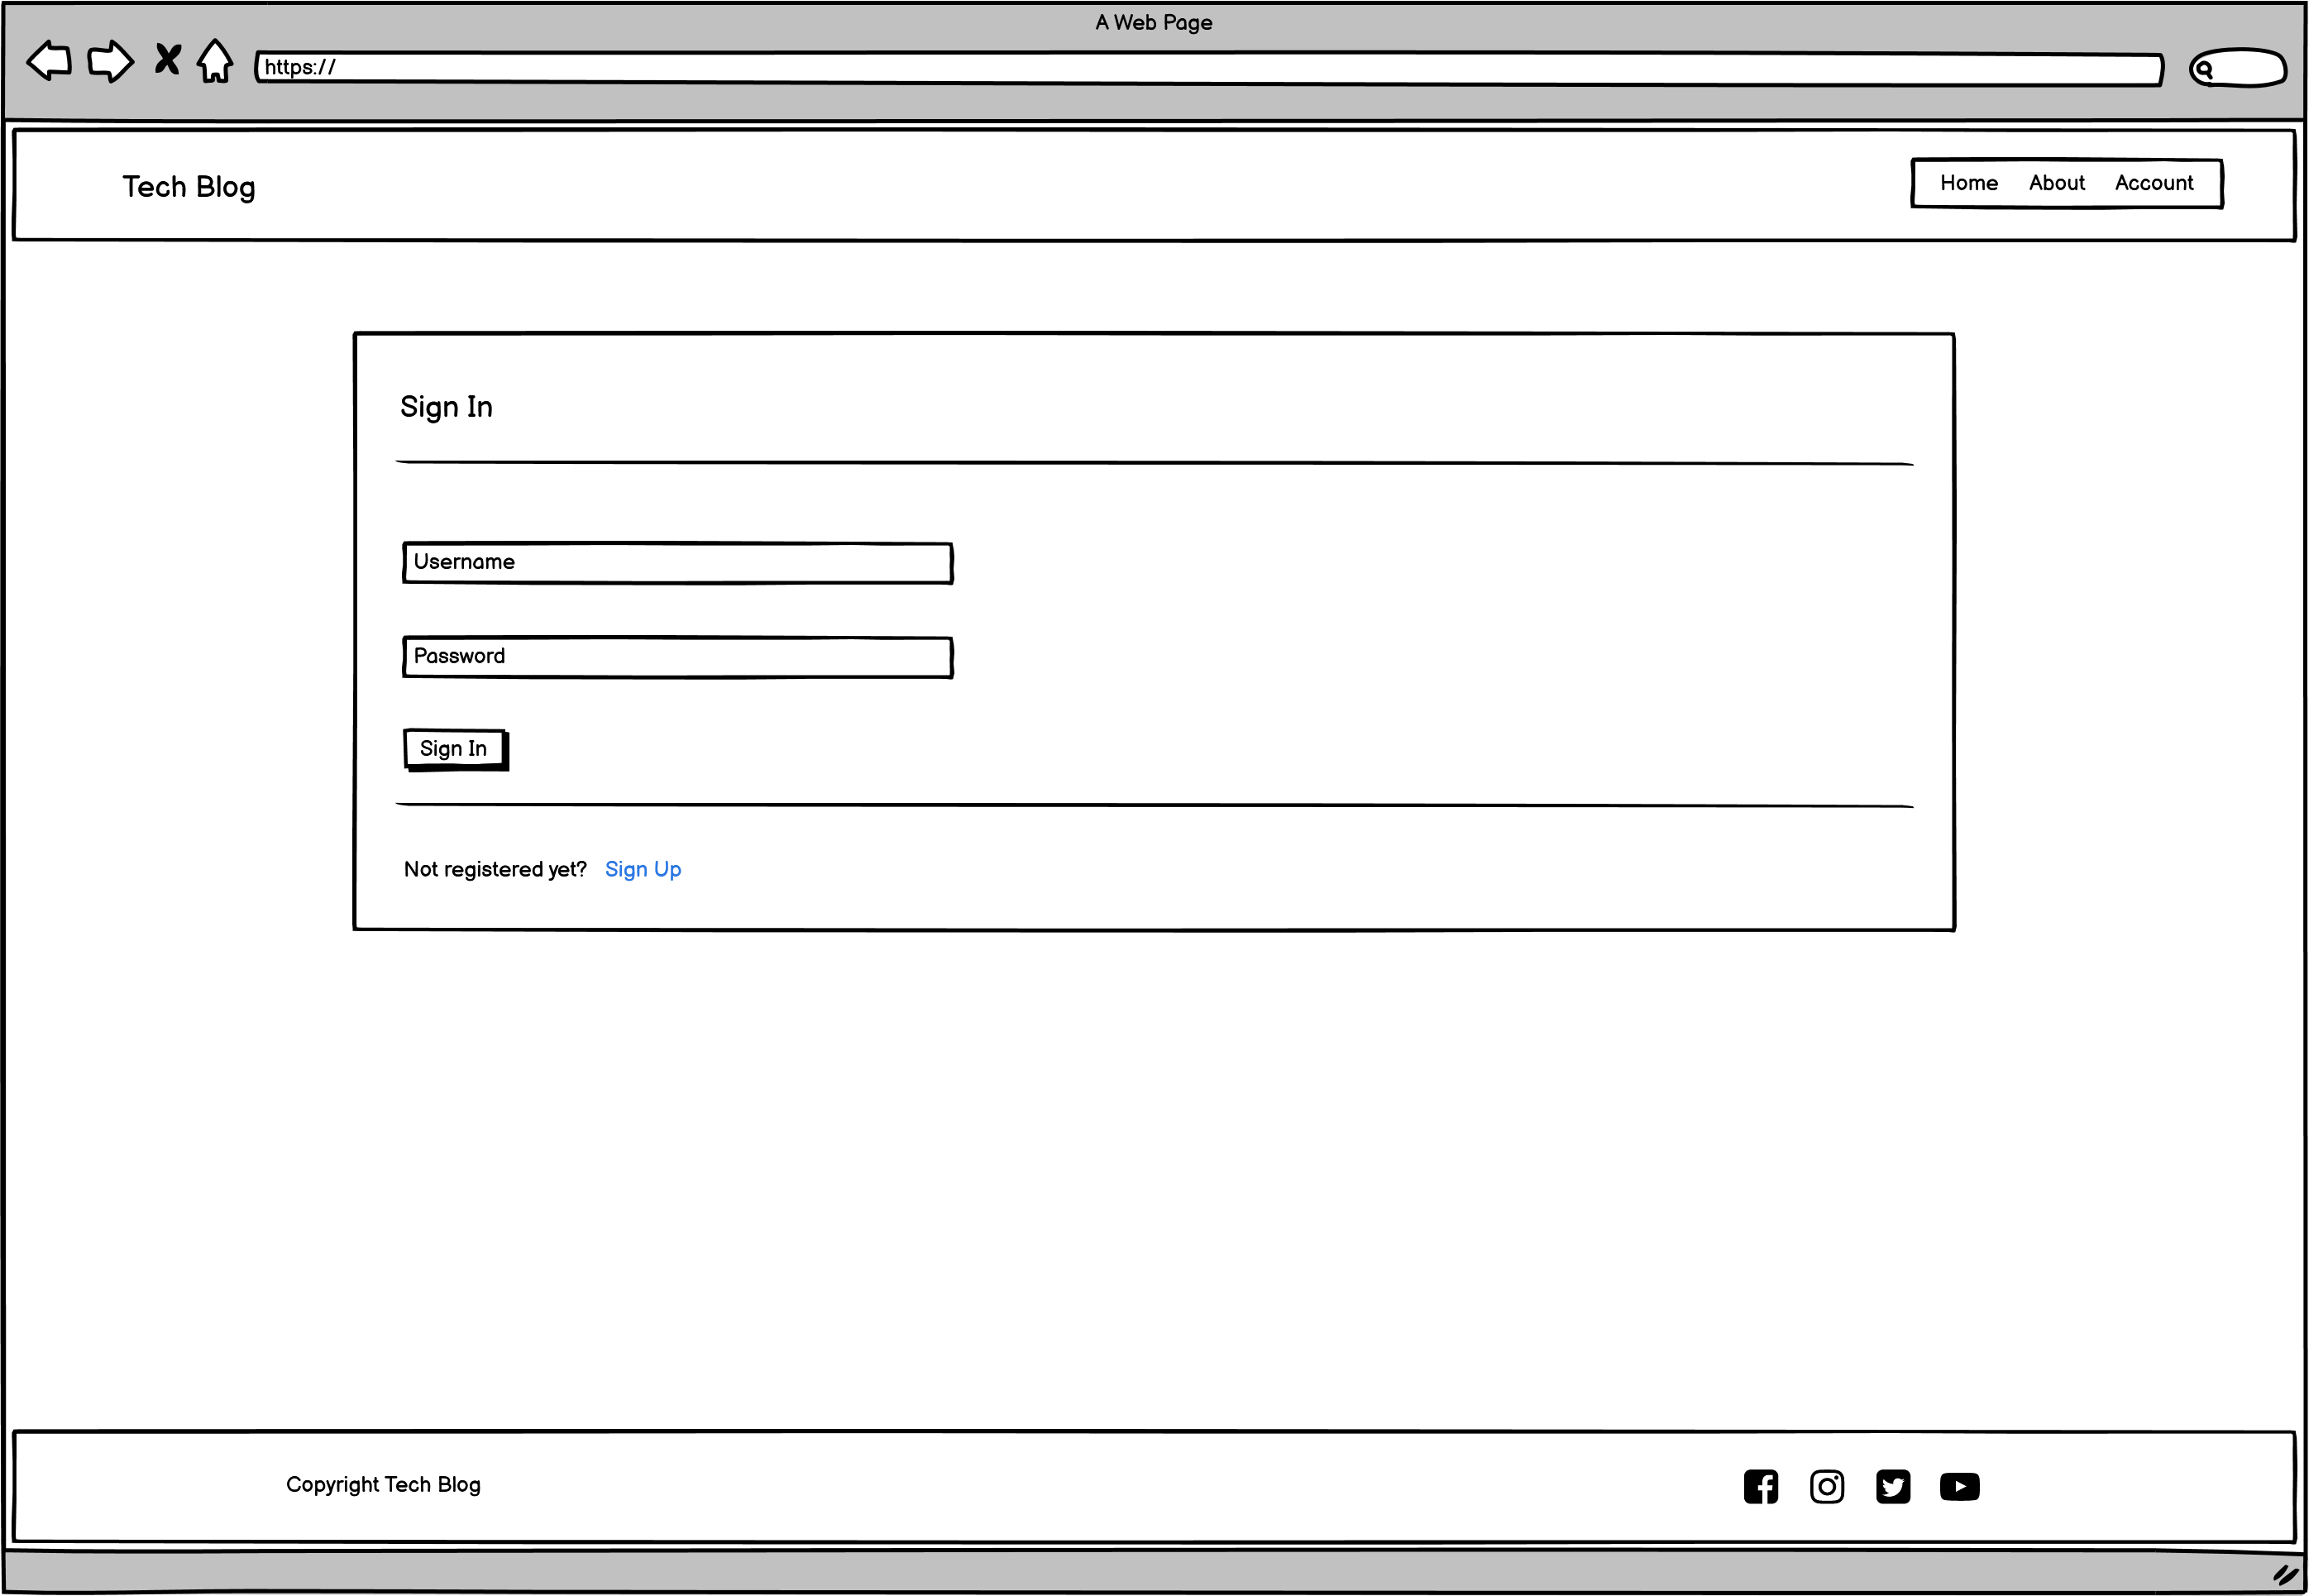 A Web Page
https://
Tech Blog
Home About Account
Sign In
Username
Password
Sign In
Not registered yet? Sign Up
Copyright Tech Blog